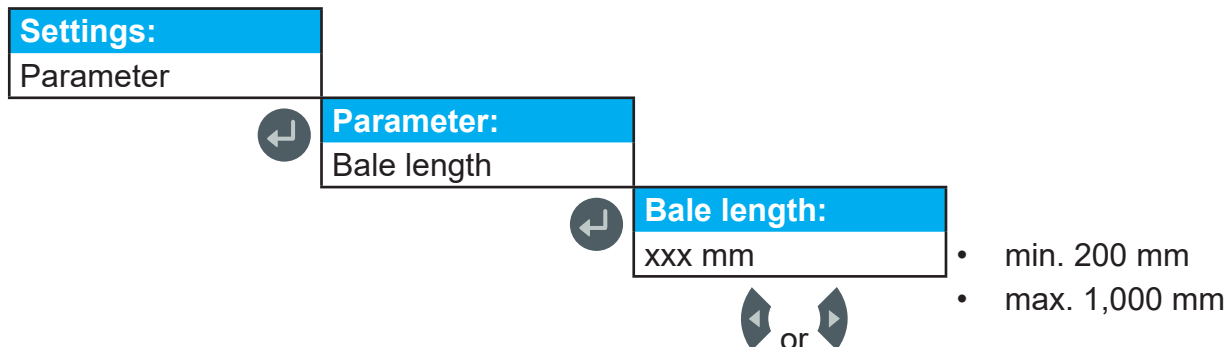 Settings:
Parameter
Parameter:
Bale length
Bale length:
xxx mm
• min. 200 mm
• max. 1,000 mm
or